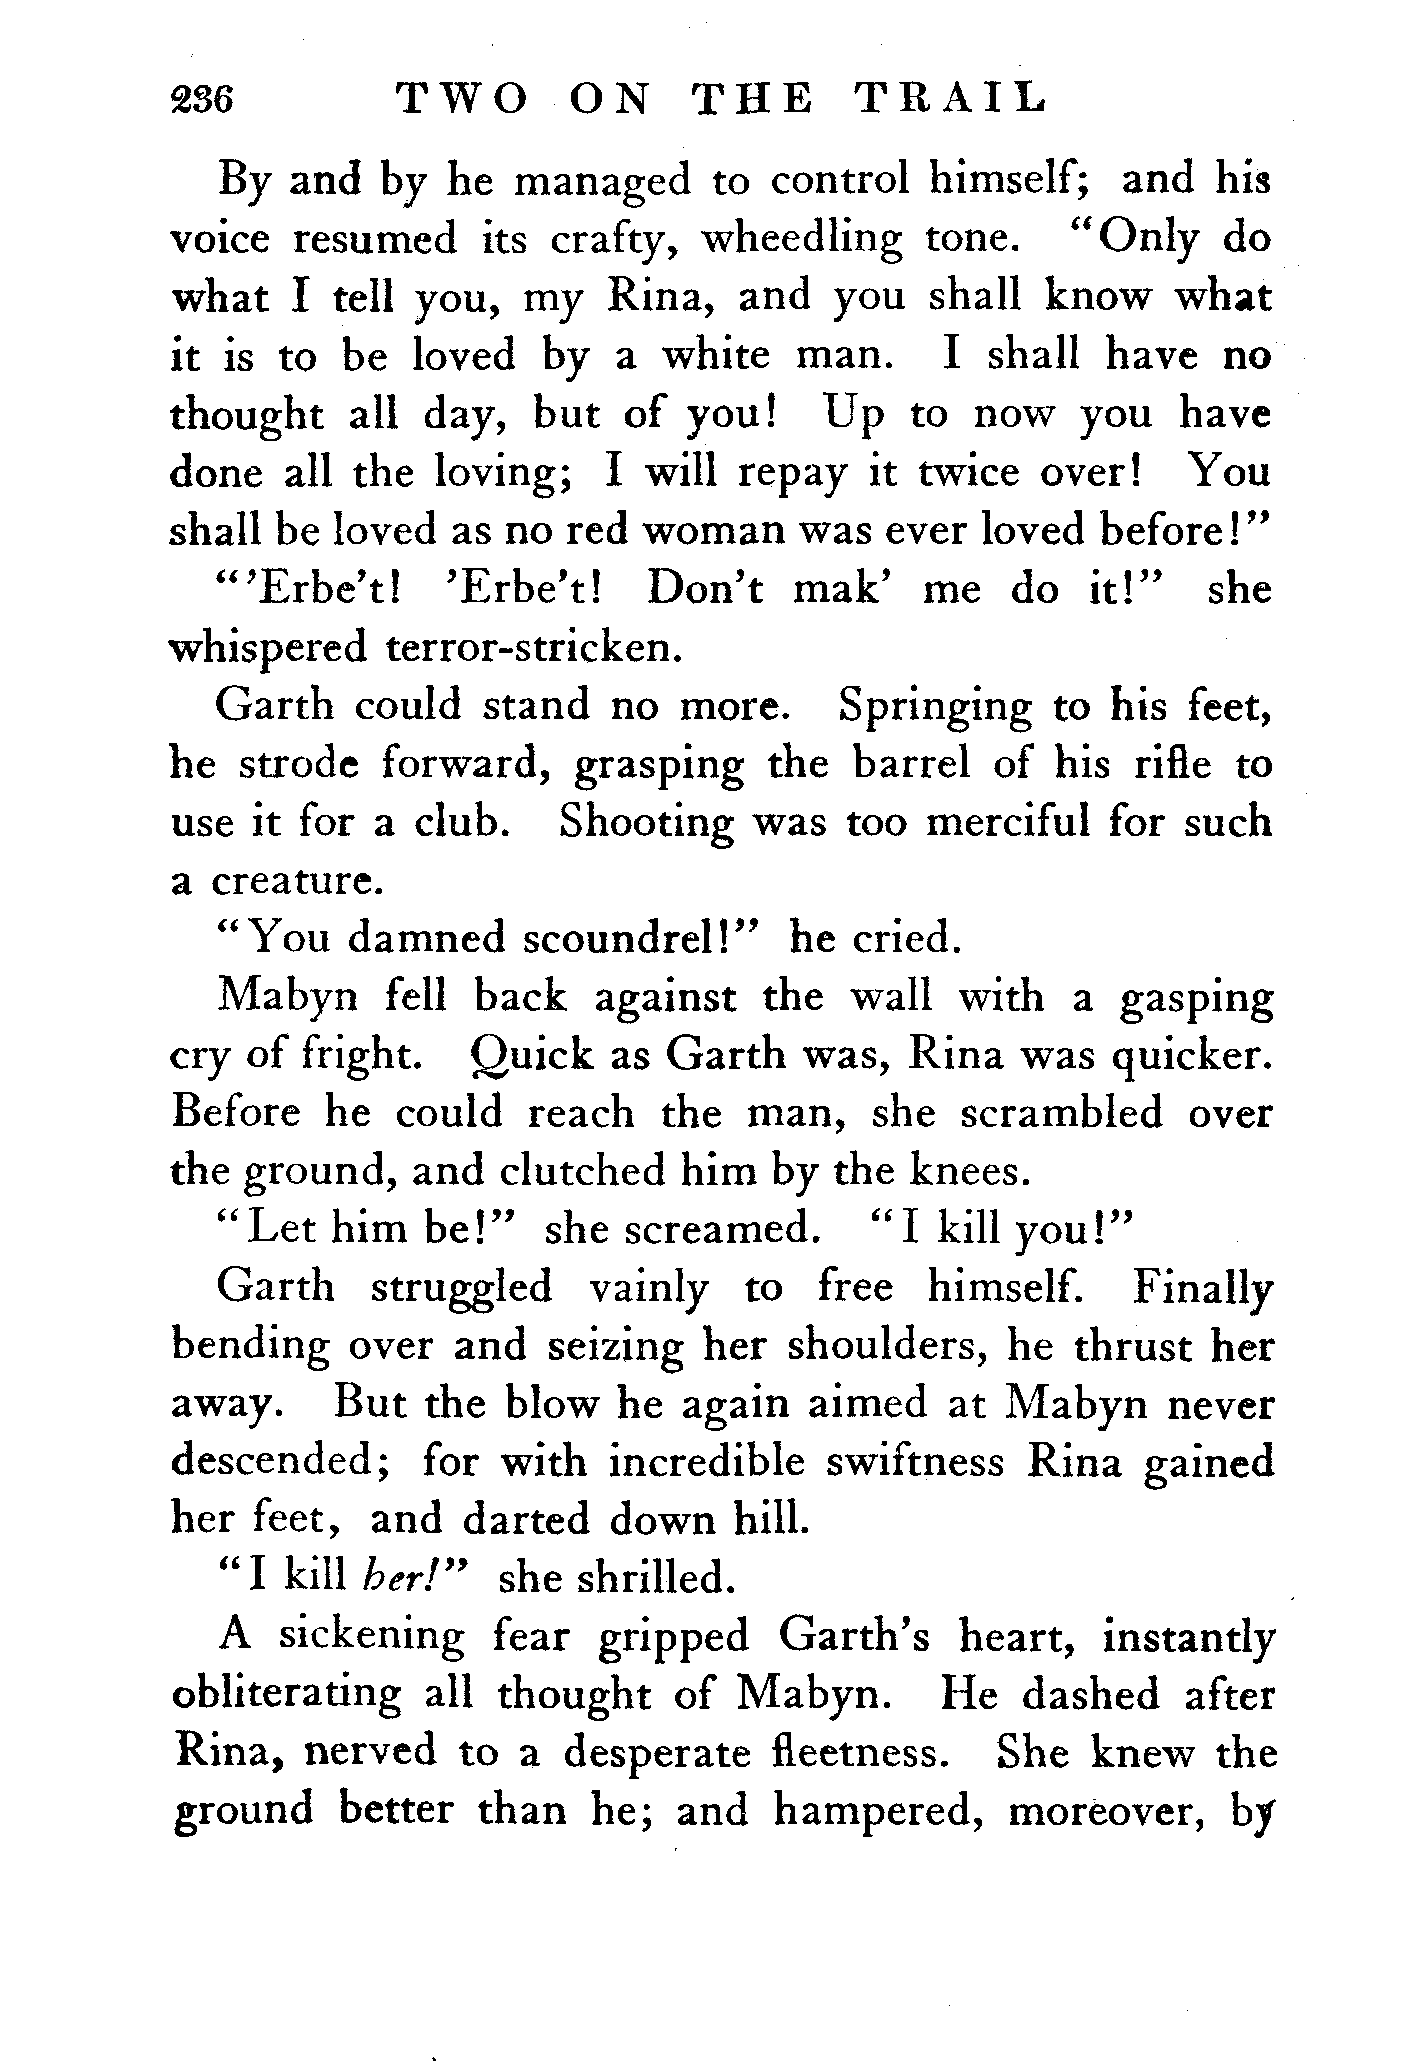 236 TWO ON THE TRAIL
By and by he managed to control himself; and his
voice resumed its crafty, wheedling tone. "Only do
what I tell you, my Rina, and you shall know what
it is to be loved by a white man. I shall have no
thought all day, but of you! Up to now you have
done all the loving; I will repay it twice over! You
shall be loved as no red woman was ever loved before!"
"'Erbe't! 'Erbe't! Don't mak' me do it!" she
whispered terror-stricken.
Garth could stand no more. Springing to his feet,
he strode forward, grasping the barrel of his rifle to
use it for a club. Shooting was too merciful for such
a creature.
"You damned scoundrel!" he cried.
Mabyn fell back against the wall with a gasping
cry of fright. Quick as Garth was, Rina was quicker.
Before he could reach the man, she scrambled over
the ground, and clutched him by the knees.
"Let him be!" she screamed. "I kill you!"
Garth struggled vainly to free himself. Finally
bending over and seizing her shoulders, he thrust her
away. But the blow he again aimed at Mabyn never
descended; for with incredible swiftness Rina gained
her feet, and darted down hill.
"I kill her!" she shrilled.
A sickening fear gripped Garth's heart, instantly
obliterating all thought of Mabyn. He dashed after
Rina, nerved to a desperate fleetness. She knew the
ground better than he; and hampered, moreover, by